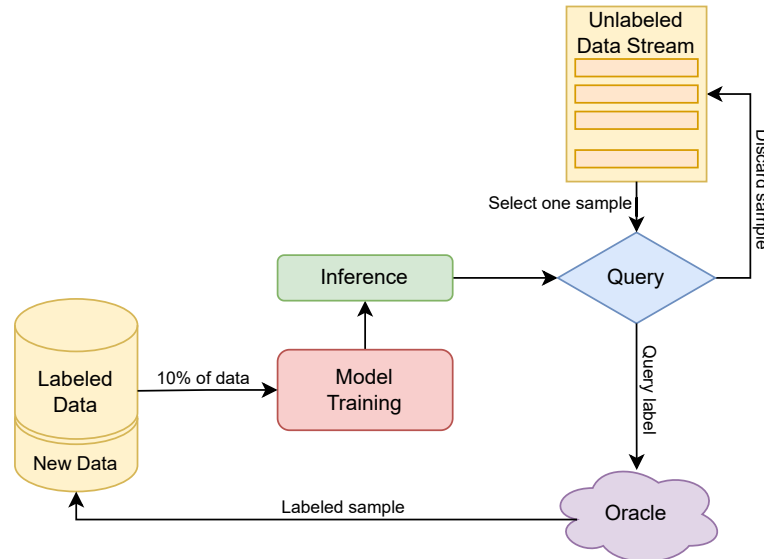 Unlabeled
Data Stream
Discard sample
Select one sample
Inference
Query
Labeled
Data
10% of data
Model
Training
Query label
New Data
Labeled sample
Oracle